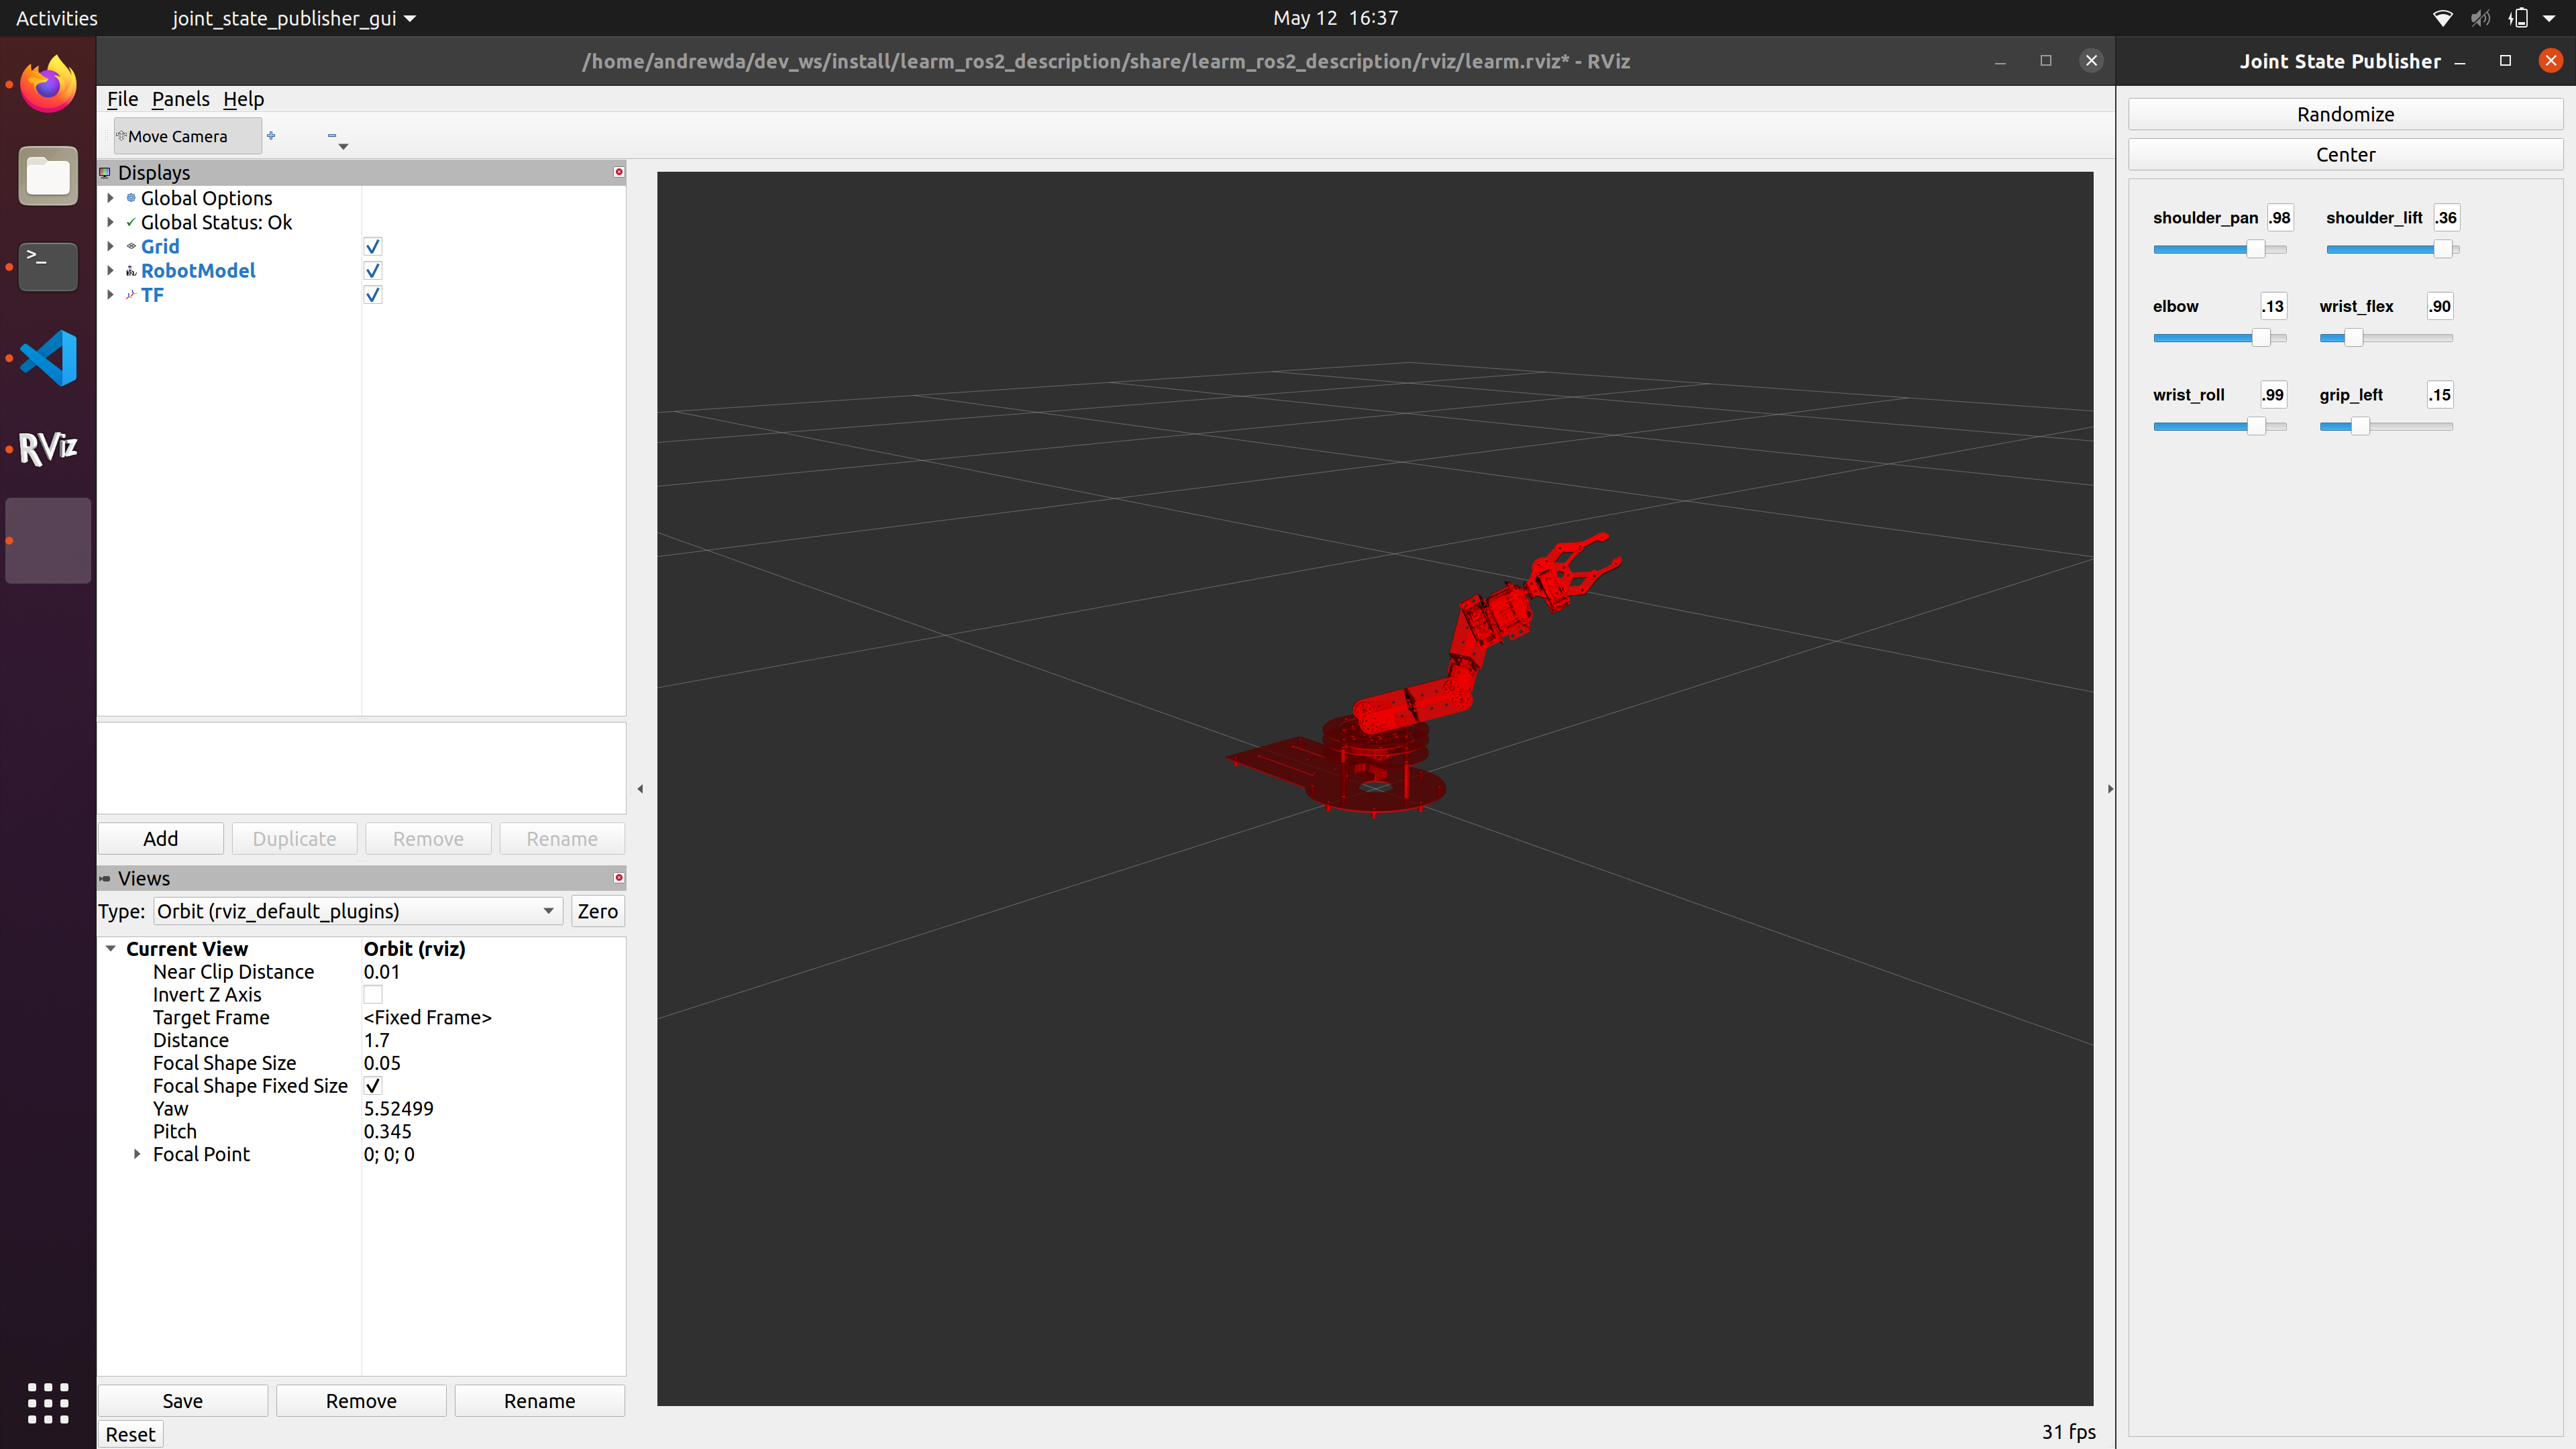 Activities
joint_state_publisher_gui
May 12 16:37
/home/andrewda/dev_ws/install/learm_ros2_description/share/learm_ros2_description/rviz/learm.rviz* - RViz
Joint State Publisher
File Panels Help
Move Camera
Displays
Global Options
Global Status: Ok
Grid
RobotModel
TF
Add Duplicate Remove Rename
Views
Type: Orbit (rviz_default_plugins) Zero
Current View Orbit (rviz)
Near Clip Distance 0.01
Invert Z Axis
Target Frame <Fixed Frame>
Distance 1.7
Focal Shape Size 0.05
Focal Shape Fixed Size
Yaw 5.52499
Pitch 0.345
Focal Point 0; 0; 0
Save Remove Rename
Reset
31 fps
Randomize
Center
shoulder_pan .98 shoulder_lift .36
elbow .13 wrist_flex .90
wrist_roll .99 grip_left .15
>_
RViz